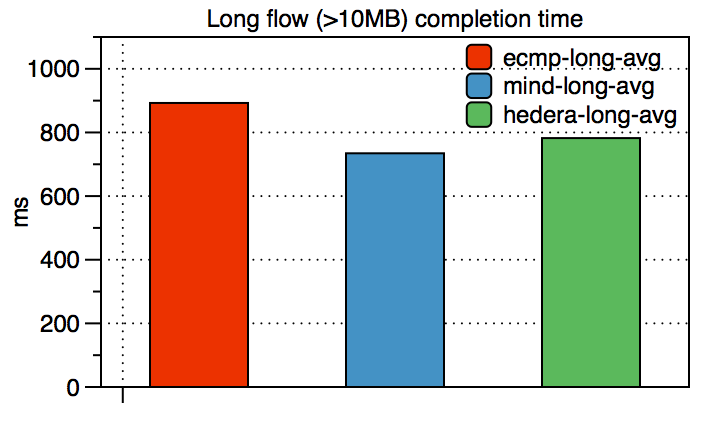 Long flow (>10MB) completion time
ecmp-long-avg
mind-long-avg
hedera-long-avg
1000
800
600
400
200
0
ms